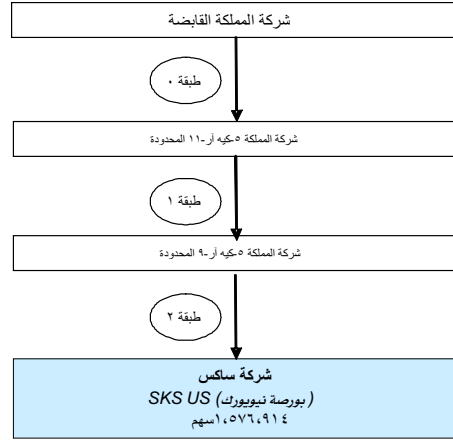 شركة المملكة القابضة
طبقة ٠
شركة المملكة ٥-كيه آر-١١ المحدودة
طبقة ١
شركة المملكة ٥-كيه آر-٩ المحدودة
طبقة ٢
شركة ساكس
SKS US (بورصة نيويورك)
١،٥٧٦،٩١٤سهم